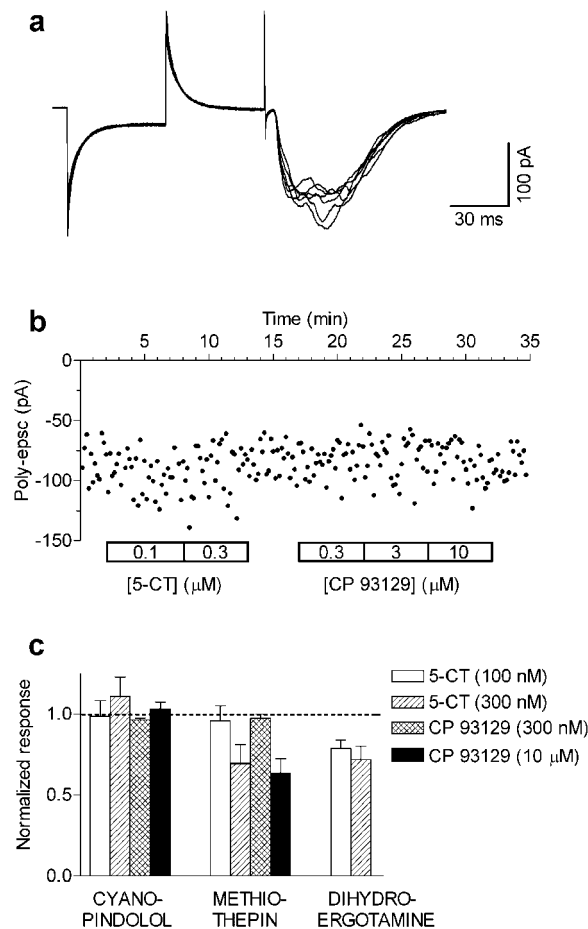 a
100 pA
30 ms
b
Time (min)
5 10 15 20 25 30 35
0
-50
-100
-150
Poly-epsc (pA)
0.1 0.3 0.3 3 10
[5-CT] (μM) [CP 93129] (μM)
c
Normalized response
1.0
0.5
0.0
5-CT (100 nM)
5-CT (300 nM)
CP 93129 (300 nM)
CP 93129 (10 μM)
CYANO- METHIO- DIHYDRO-
PINDOLOL THEPIN ERGOTAMINE